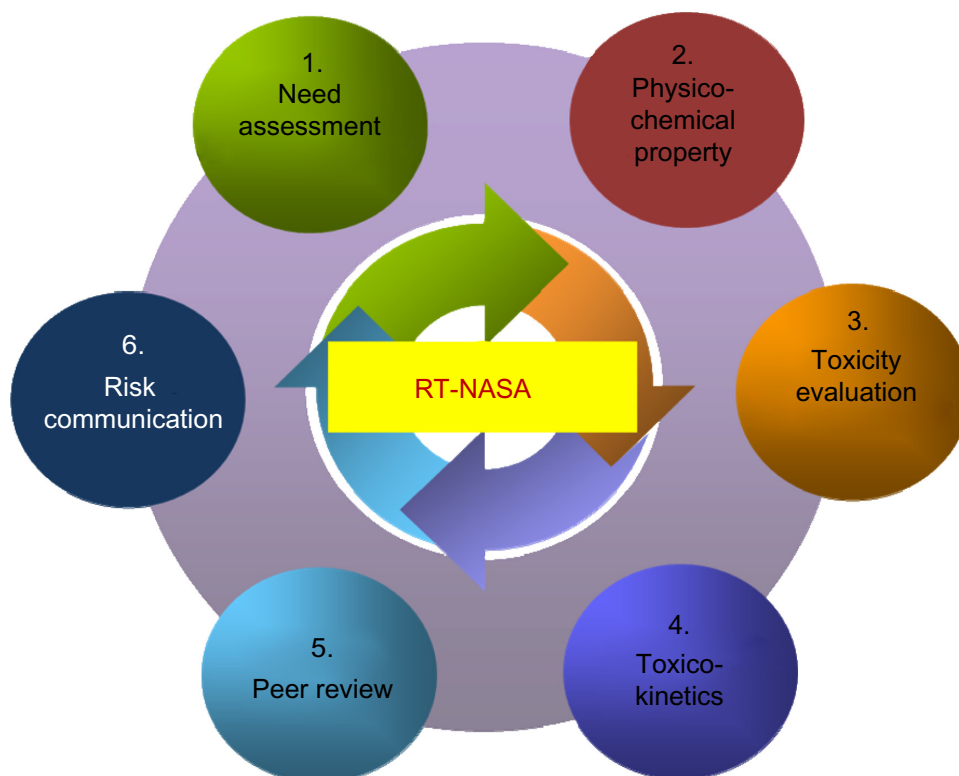 1.
Need
assessment
2.
Physico-
chemical
property
3.
Toxicity
evaluation
4.
Toxico-
kinetics
5.
Peer review
6.
Risk
communication
RT-NASA